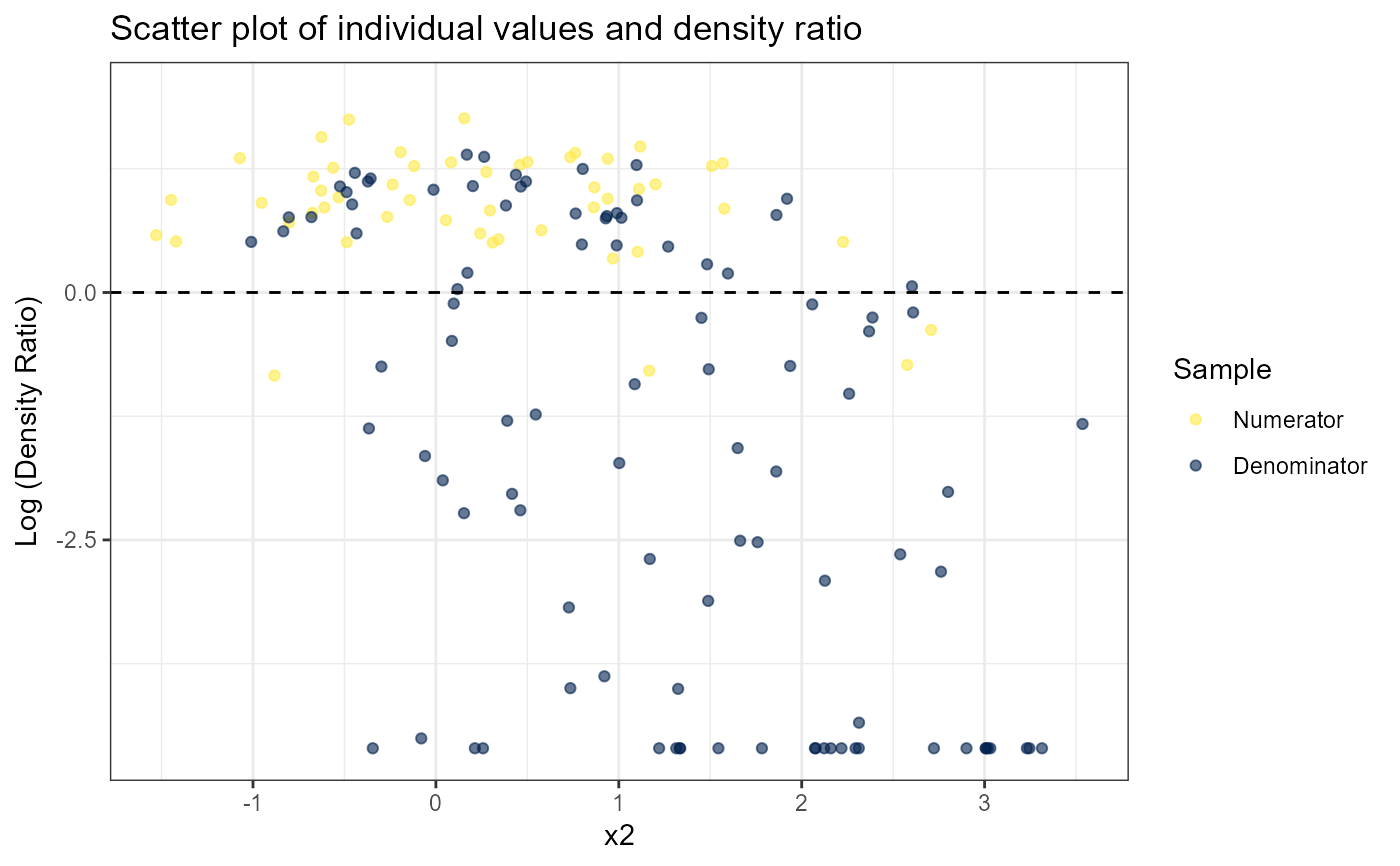 Scatter plot of individual values and density ratio
Log (Density Ratio)
0.0
-2.5
-1
0
1
2
3
x2
Sample
Numerator
Denominator